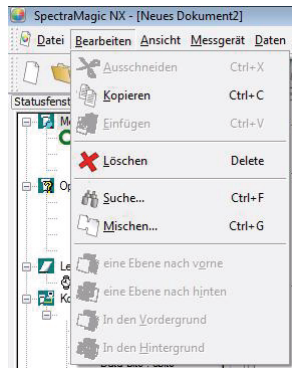 SpectraMagic NX - [Neues Dokument2]
Datei Bearbeiten Ansicht Messgerät Daten
Statusfenst
Ausschneiden Ctrl+X
Kopieren Ctrl+C
Einfügen Ctrl+V
Löschen Delete
Suche... Ctrl+F
Mischen... Ctrl+G
eine Ebene nach vorne
eine Ebene nach hinten
In den Vordergrund
In den Hintergrund